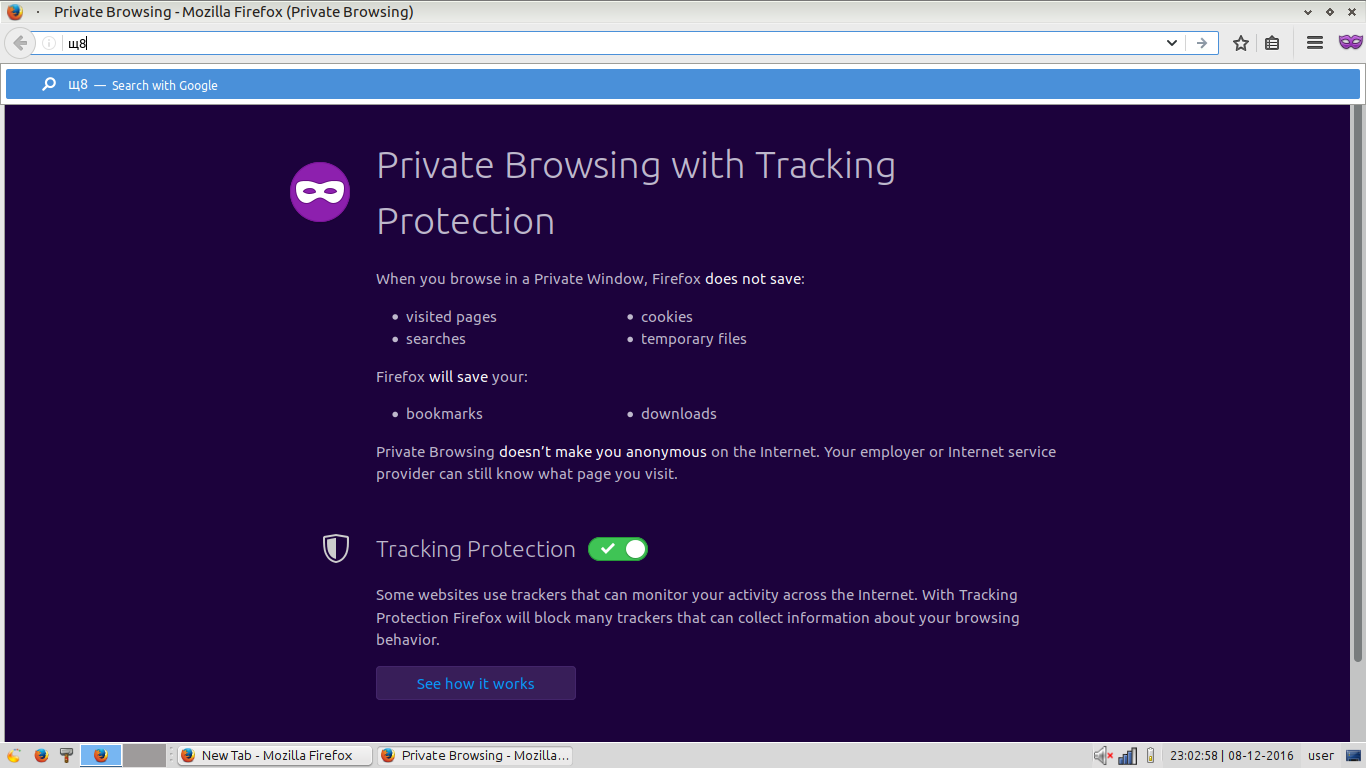 Private Browsing - Mozilla Firefox (Private Browsing)
щ8
щ8 — Search with Google
Private Browsing with Tracking
Protection
When you browse in a Private Window, Firefox does not save:
• visited pages
• cookies
• searches
• temporary files
Firefox will save your:
• bookmarks
• downloads
Private Browsing doesn’t make you anonymous on the Internet. Your employer or Internet service
provider can still know what page you visit.
Tracking Protection
Some websites use trackers that can monitor your activity across the Internet. With Tracking
Protection Firefox will block many trackers that can collect information about your browsing
behavior.
See how it works
New Tab - Mozilla Firefox
Private Browsing - Mozilla...
23:02:58 | 08-12-2016
user